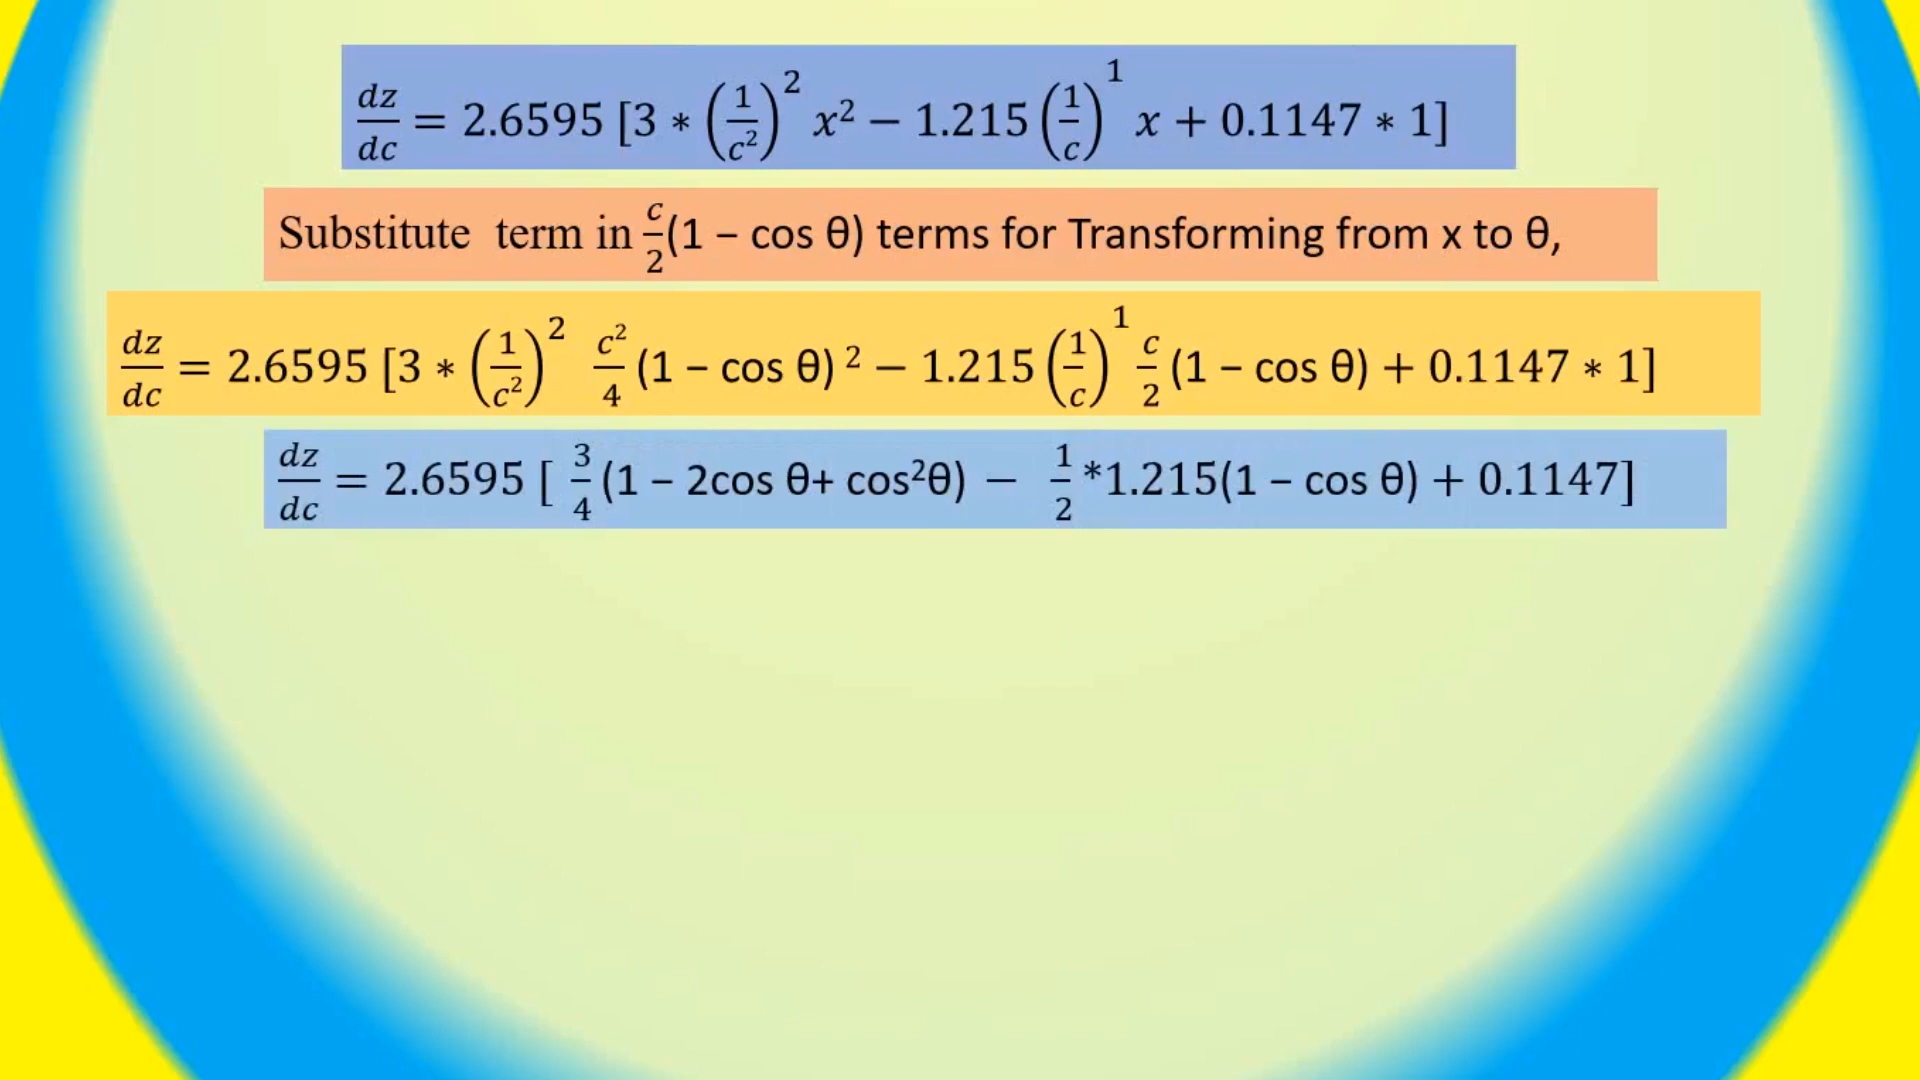 dz/dc = 2.6595 [3 * (1/c²)² x² − 1.215 (1/c)¹ x + 0.1147 * 1]
Substitute term in c/2(1 − cos θ) terms for Transforming from x to θ,
dz/dc = 2.6595 [3 * (1/c²)² c²/4 (1 − cos θ) ² − 1.215 (1/c)¹ c/2 (1 − cos θ) + 0.1147 * 1]
dz/dc = 2.6595 [ 3/4 (1 − 2cos θ+ cos²θ) − 1/2 *1.215(1 − cos θ) + 0.1147]